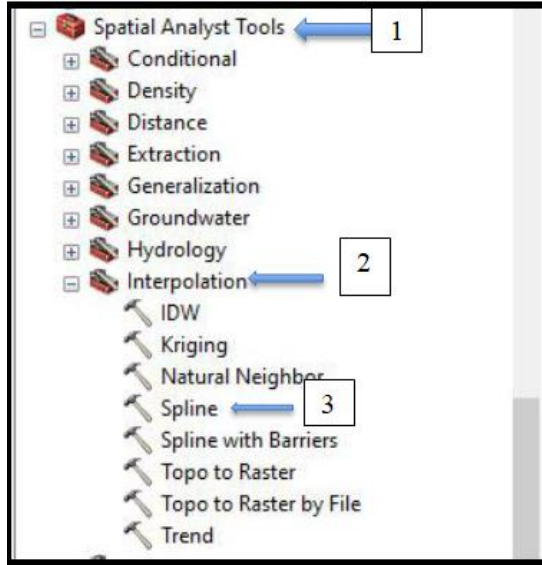 Spatial Analyst Tools 1
Conditional
Density
Distance
Extraction
Generalization
Groundwater
Hydrology
Interpolation 2
IDW
Kriging
Natural Neighbor
Spline 3
Spline with Barriers
Topo to Raster
Topo to Raster by File
Trend